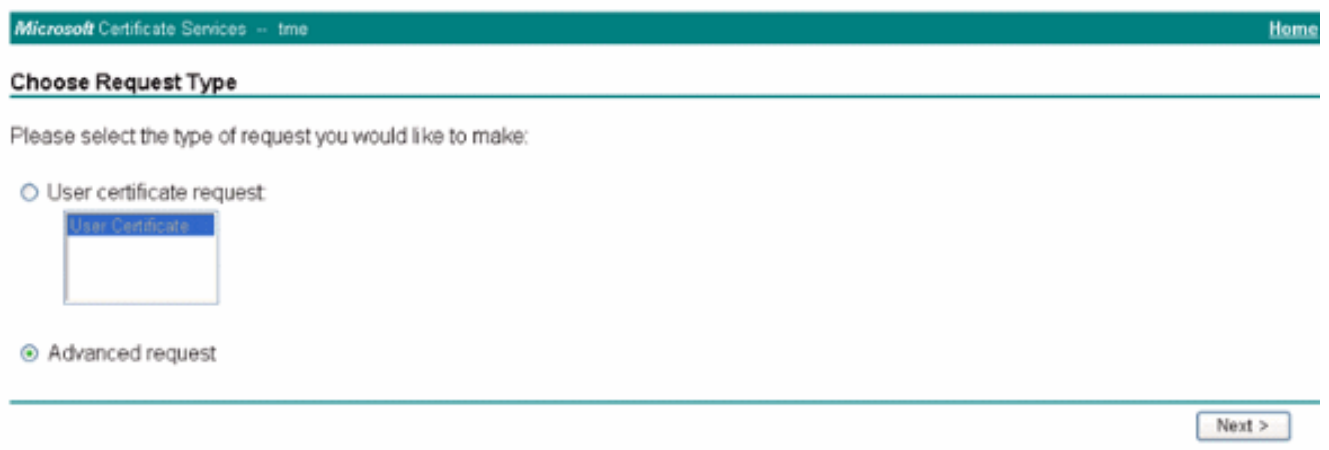 Microsoft Certificate Services -- tme Home
Choose Request Type
Please select the type of request you would like to make:
User certificate request:
User Certificate
Advanced request
Next >